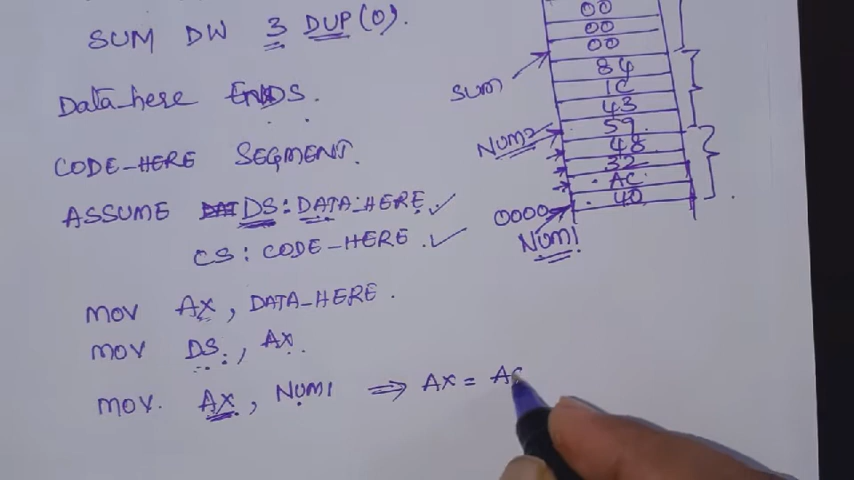 SUM DW 3 DUP(0).
Data_here ENDS.
CODE-HERE SEGMENT.
ASSUME DS: DATA-HERE.
CS: CODE-HERE.
MOV AX, DATA-HERE.
MOV DS, AX.
MOV. AX, NUM1 ⇒ AX = AC
00
00
00
SUM
84
1C
43
59
NUM2
48
32
AC
40
0000
NUM1